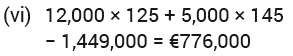 (vi) 12,000 × 125 + 5,000 × 145
− 1,449,000 = €776,000